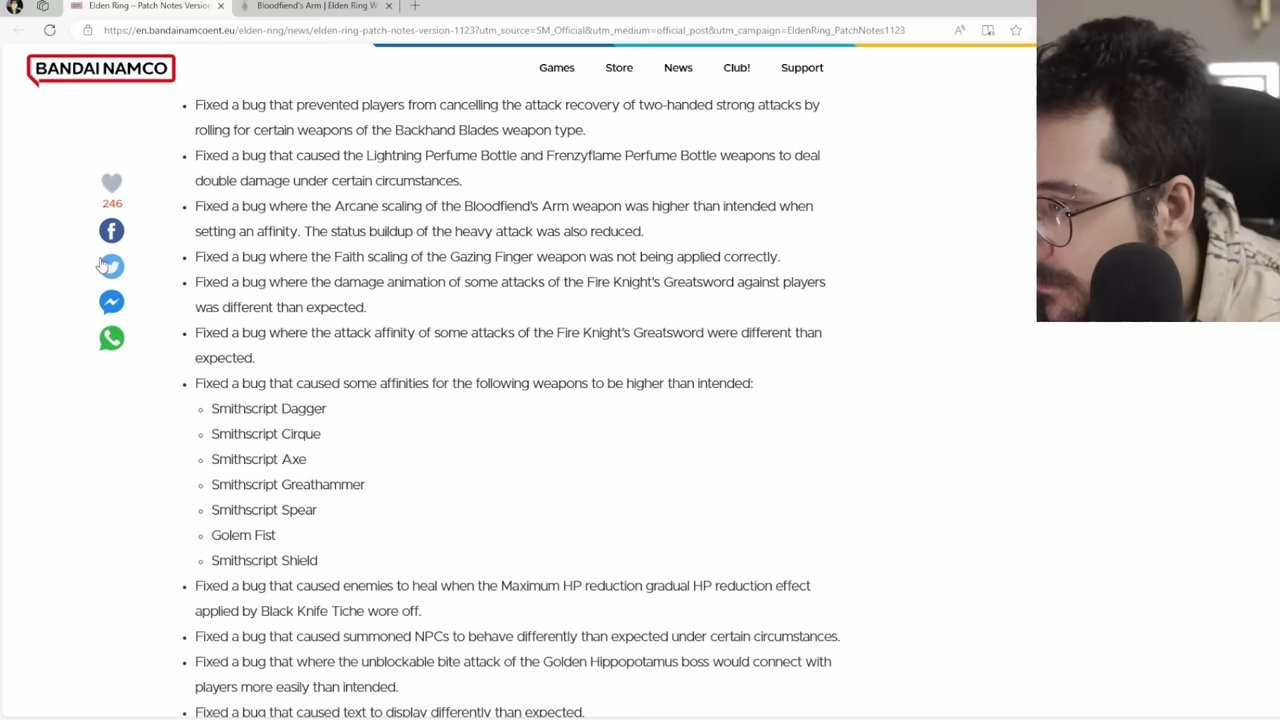 Elden Ring – Patch Notes Version
Bloodfiend's Arm | Elden Ring W
https://en.bandainamcoent.eu/elden-ring/news/elden-ring-patch-notes-version-1123?utm_source=SM_Official&utm_medium=official_post&utm_campaign=EldenRing_PatchNotes1123
BANDAI NAMCO
Games
Store
News
Club!
Support
Fixed a bug that prevented players from cancelling the attack recovery of two-handed strong attacks by
rolling for certain weapons of the Backhand Blades weapon type.
Fixed a bug that caused the Lightning Perfume Bottle and Frenzyflame Perfume Bottle weapons to deal
double damage under certain circumstances.
246
Fixed a bug where the Arcane scaling of the Bloodfiend's Arm weapon was higher than intended when
setting an affinity. The status buildup of the heavy attack was also reduced.
Fixed a bug where the Faith scaling of the Gazing Finger weapon was not being applied correctly.
Fixed a bug where the damage animation of some attacks of the Fire Knight's Greatsword against players
was different than expected.
Fixed a bug where the attack affinity of some attacks of the Fire Knight's Greatsword were different than
expected.
Fixed a bug that caused some affinities for the following weapons to be higher than intended:
Smithscript Dagger
Smithscript Cirque
Smithscript Axe
Smithscript Greathammer
Smithscript Spear
Golem Fist
Smithscript Shield
Fixed a bug that caused enemies to heal when the Maximum HP reduction gradual HP reduction effect
applied by Black Knife Tiche wore off.
Fixed a bug that caused summoned NPCs to behave differently than expected under certain circumstances.
Fixed a bug that where the unblockable bite attack of the Golden Hippopotamus boss would connect with
players more easily than intended.
Fixed a bug that caused text to display differently than expected.